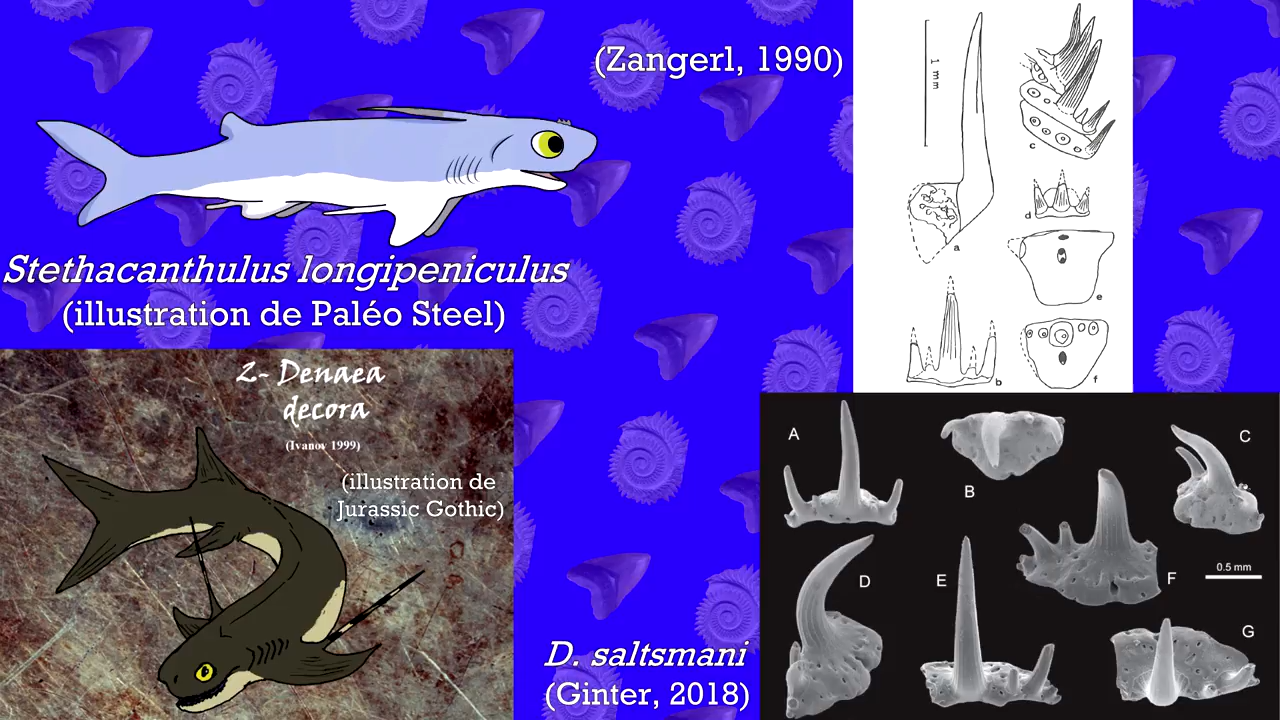 (Zangerl, 1990)
Stethacanthulus longipeniculus
(illustration de Paléo Steel)
1 mm
a
b
c
d
e
f
2- Denaea
decora
(Ivanov 1999)
(illustration de
Jurassic Gothic)
D. saltsmani
(Ginter, 2018)
A
B
C
D
E
F
G
0.5 mm